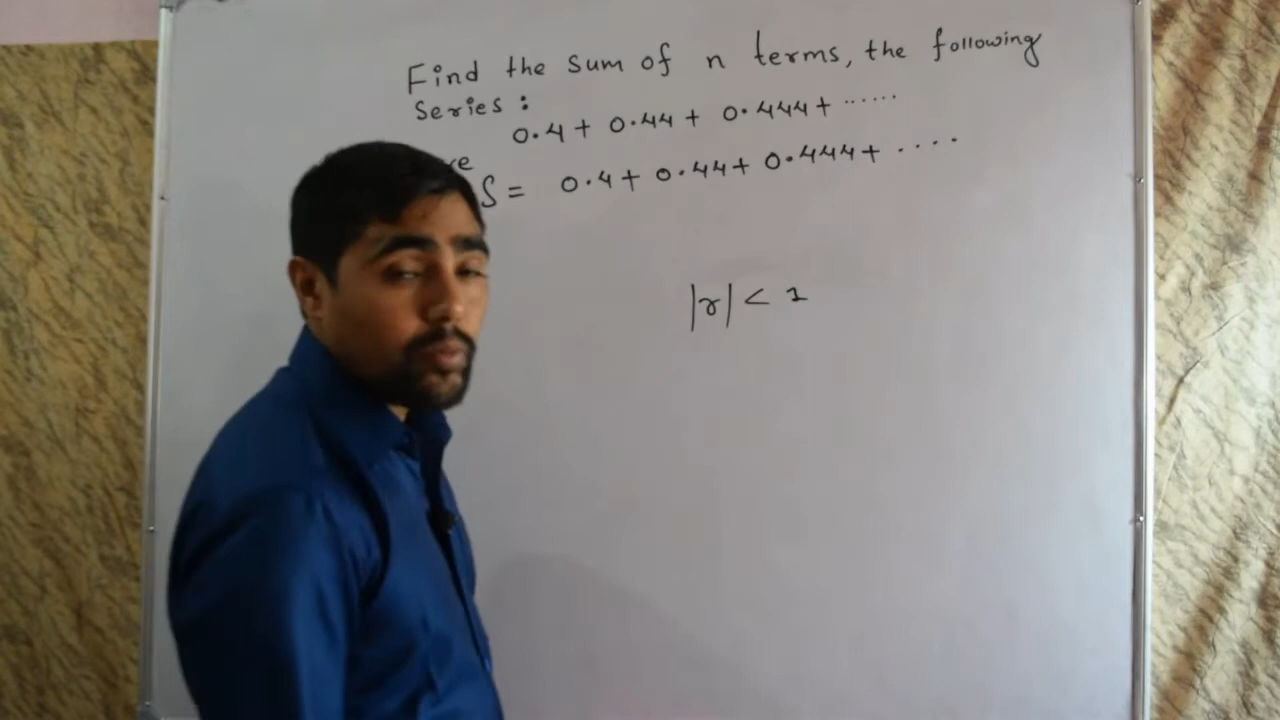 Find the sum of n terms, the following
series :
0.4 + 0.44 + 0.444 + ......
S = 0.4 + 0.44 + 0.444 + ....
|r| < 1